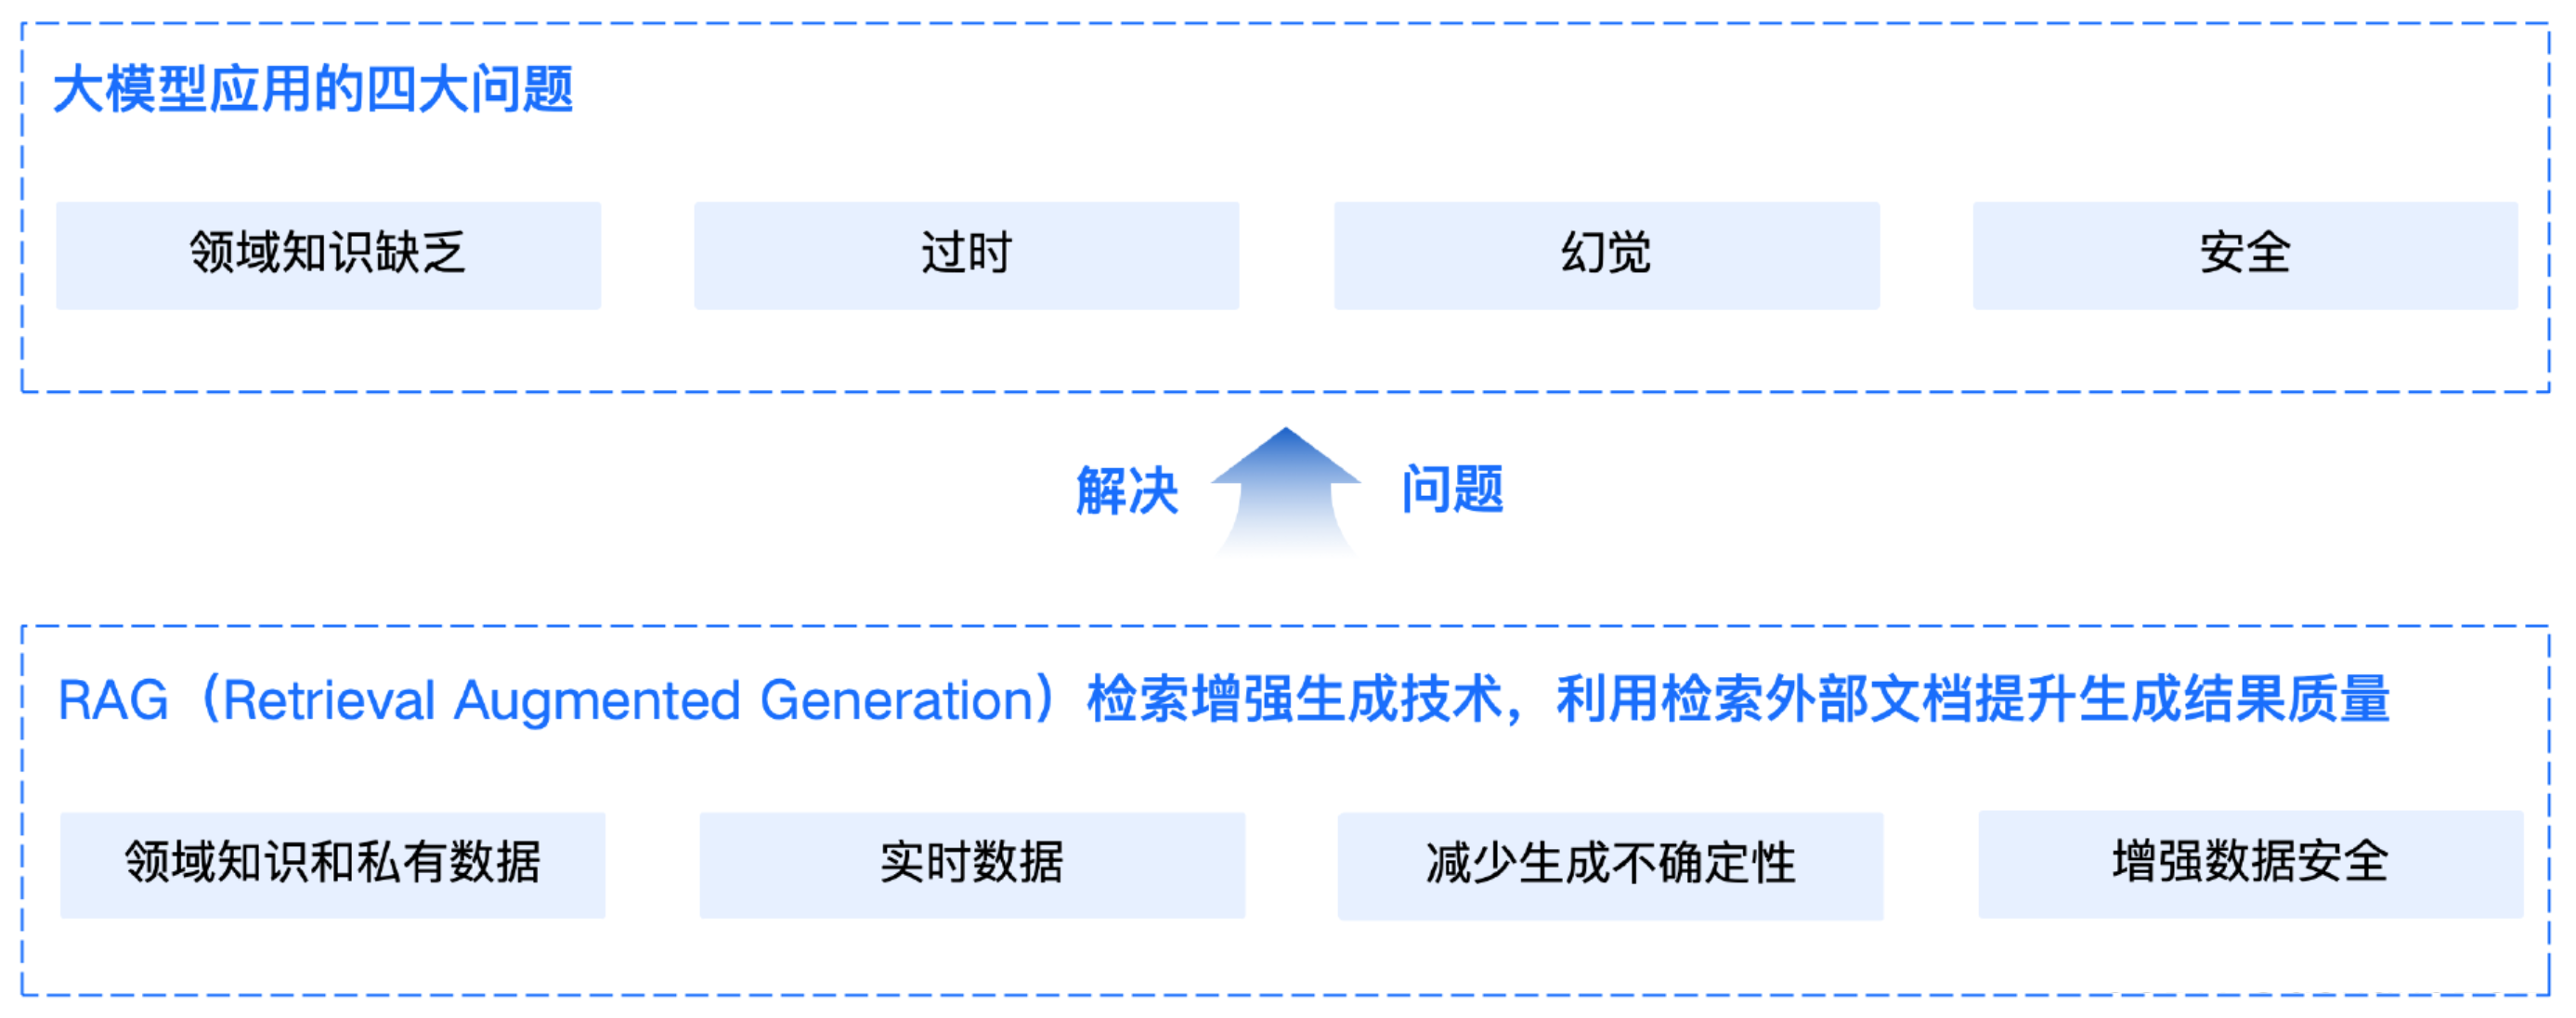 大模型应用的四大问题
领域知识缺乏
过时
幻觉
安全
解决
问题
RAG（Retrieval Augmented Generation）检索增强生成技术，利用检索外部文档提升生成结果质量
领域知识和私有数据
实时数据
减少生成不确定性
增强数据安全